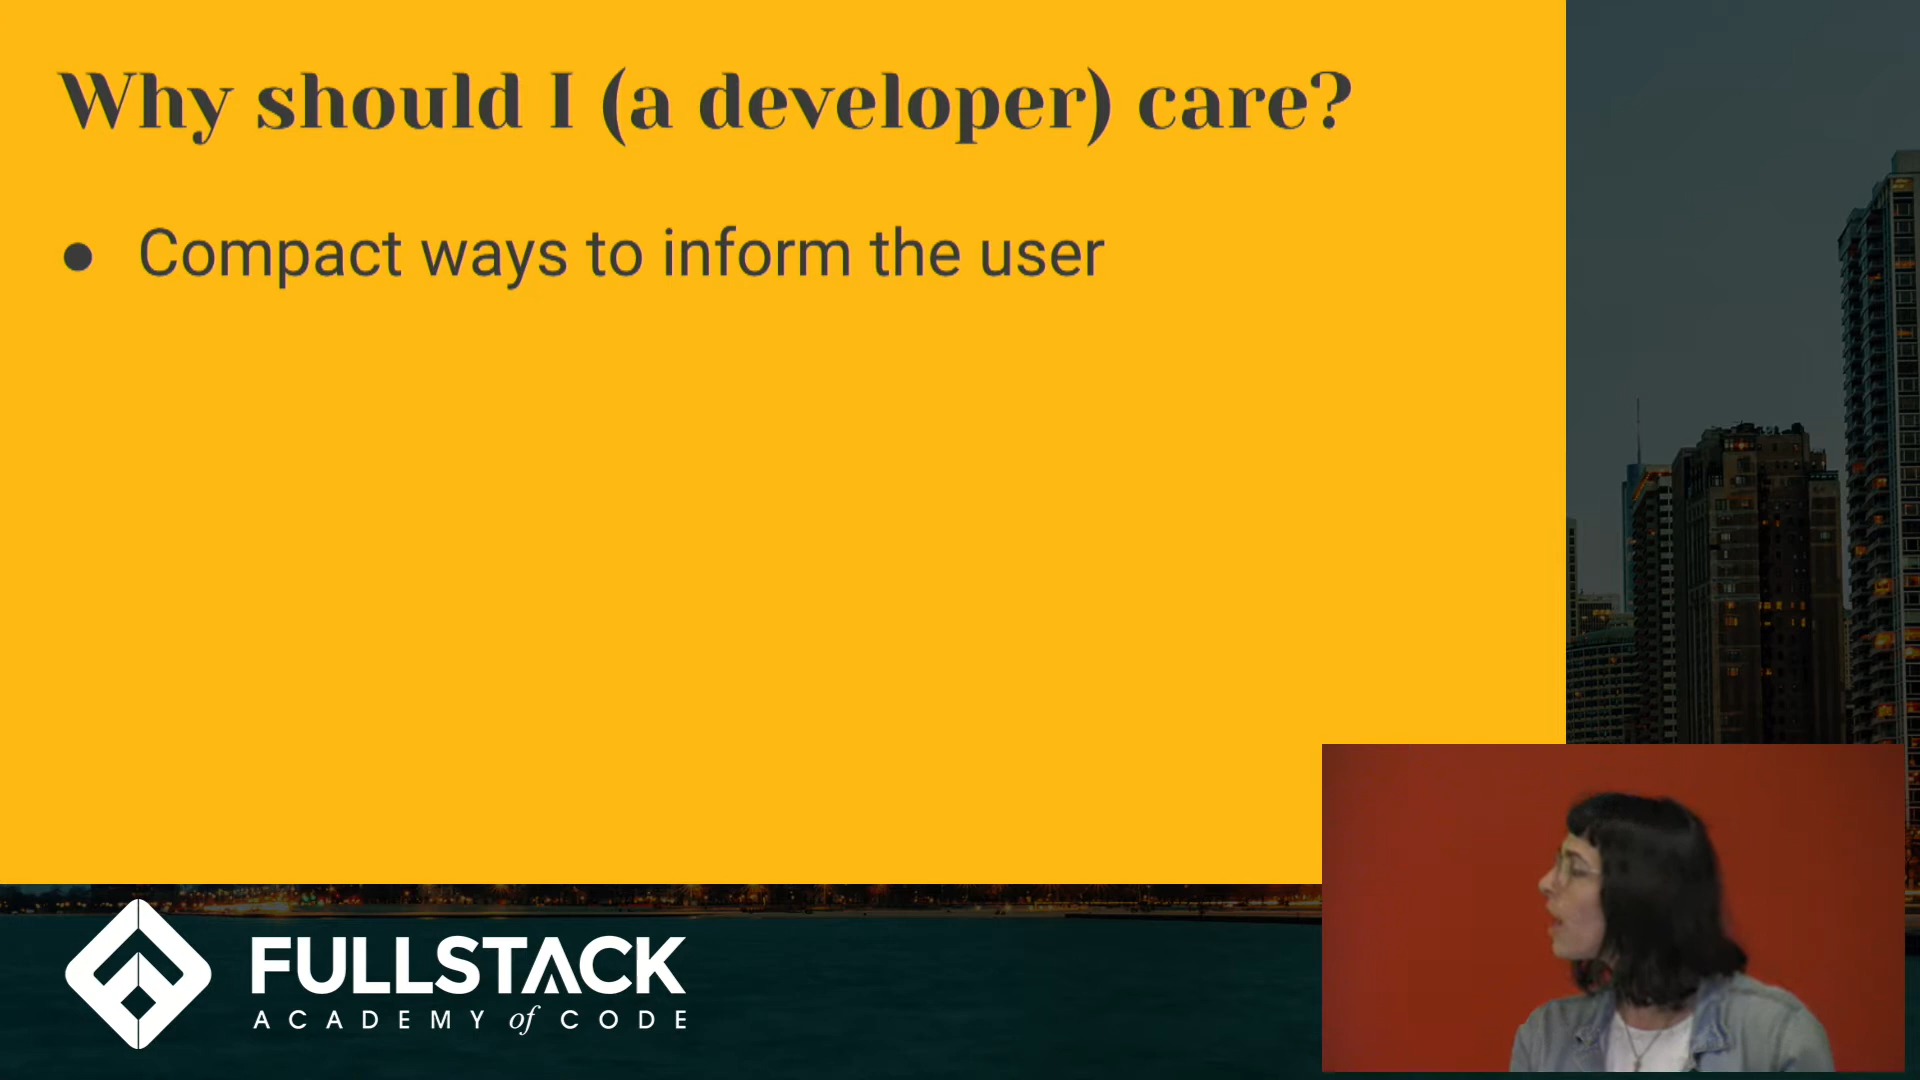 Why should I (a developer) care?
● Compact ways to inform the user
FULLSTACK
ACADEMY of CODE